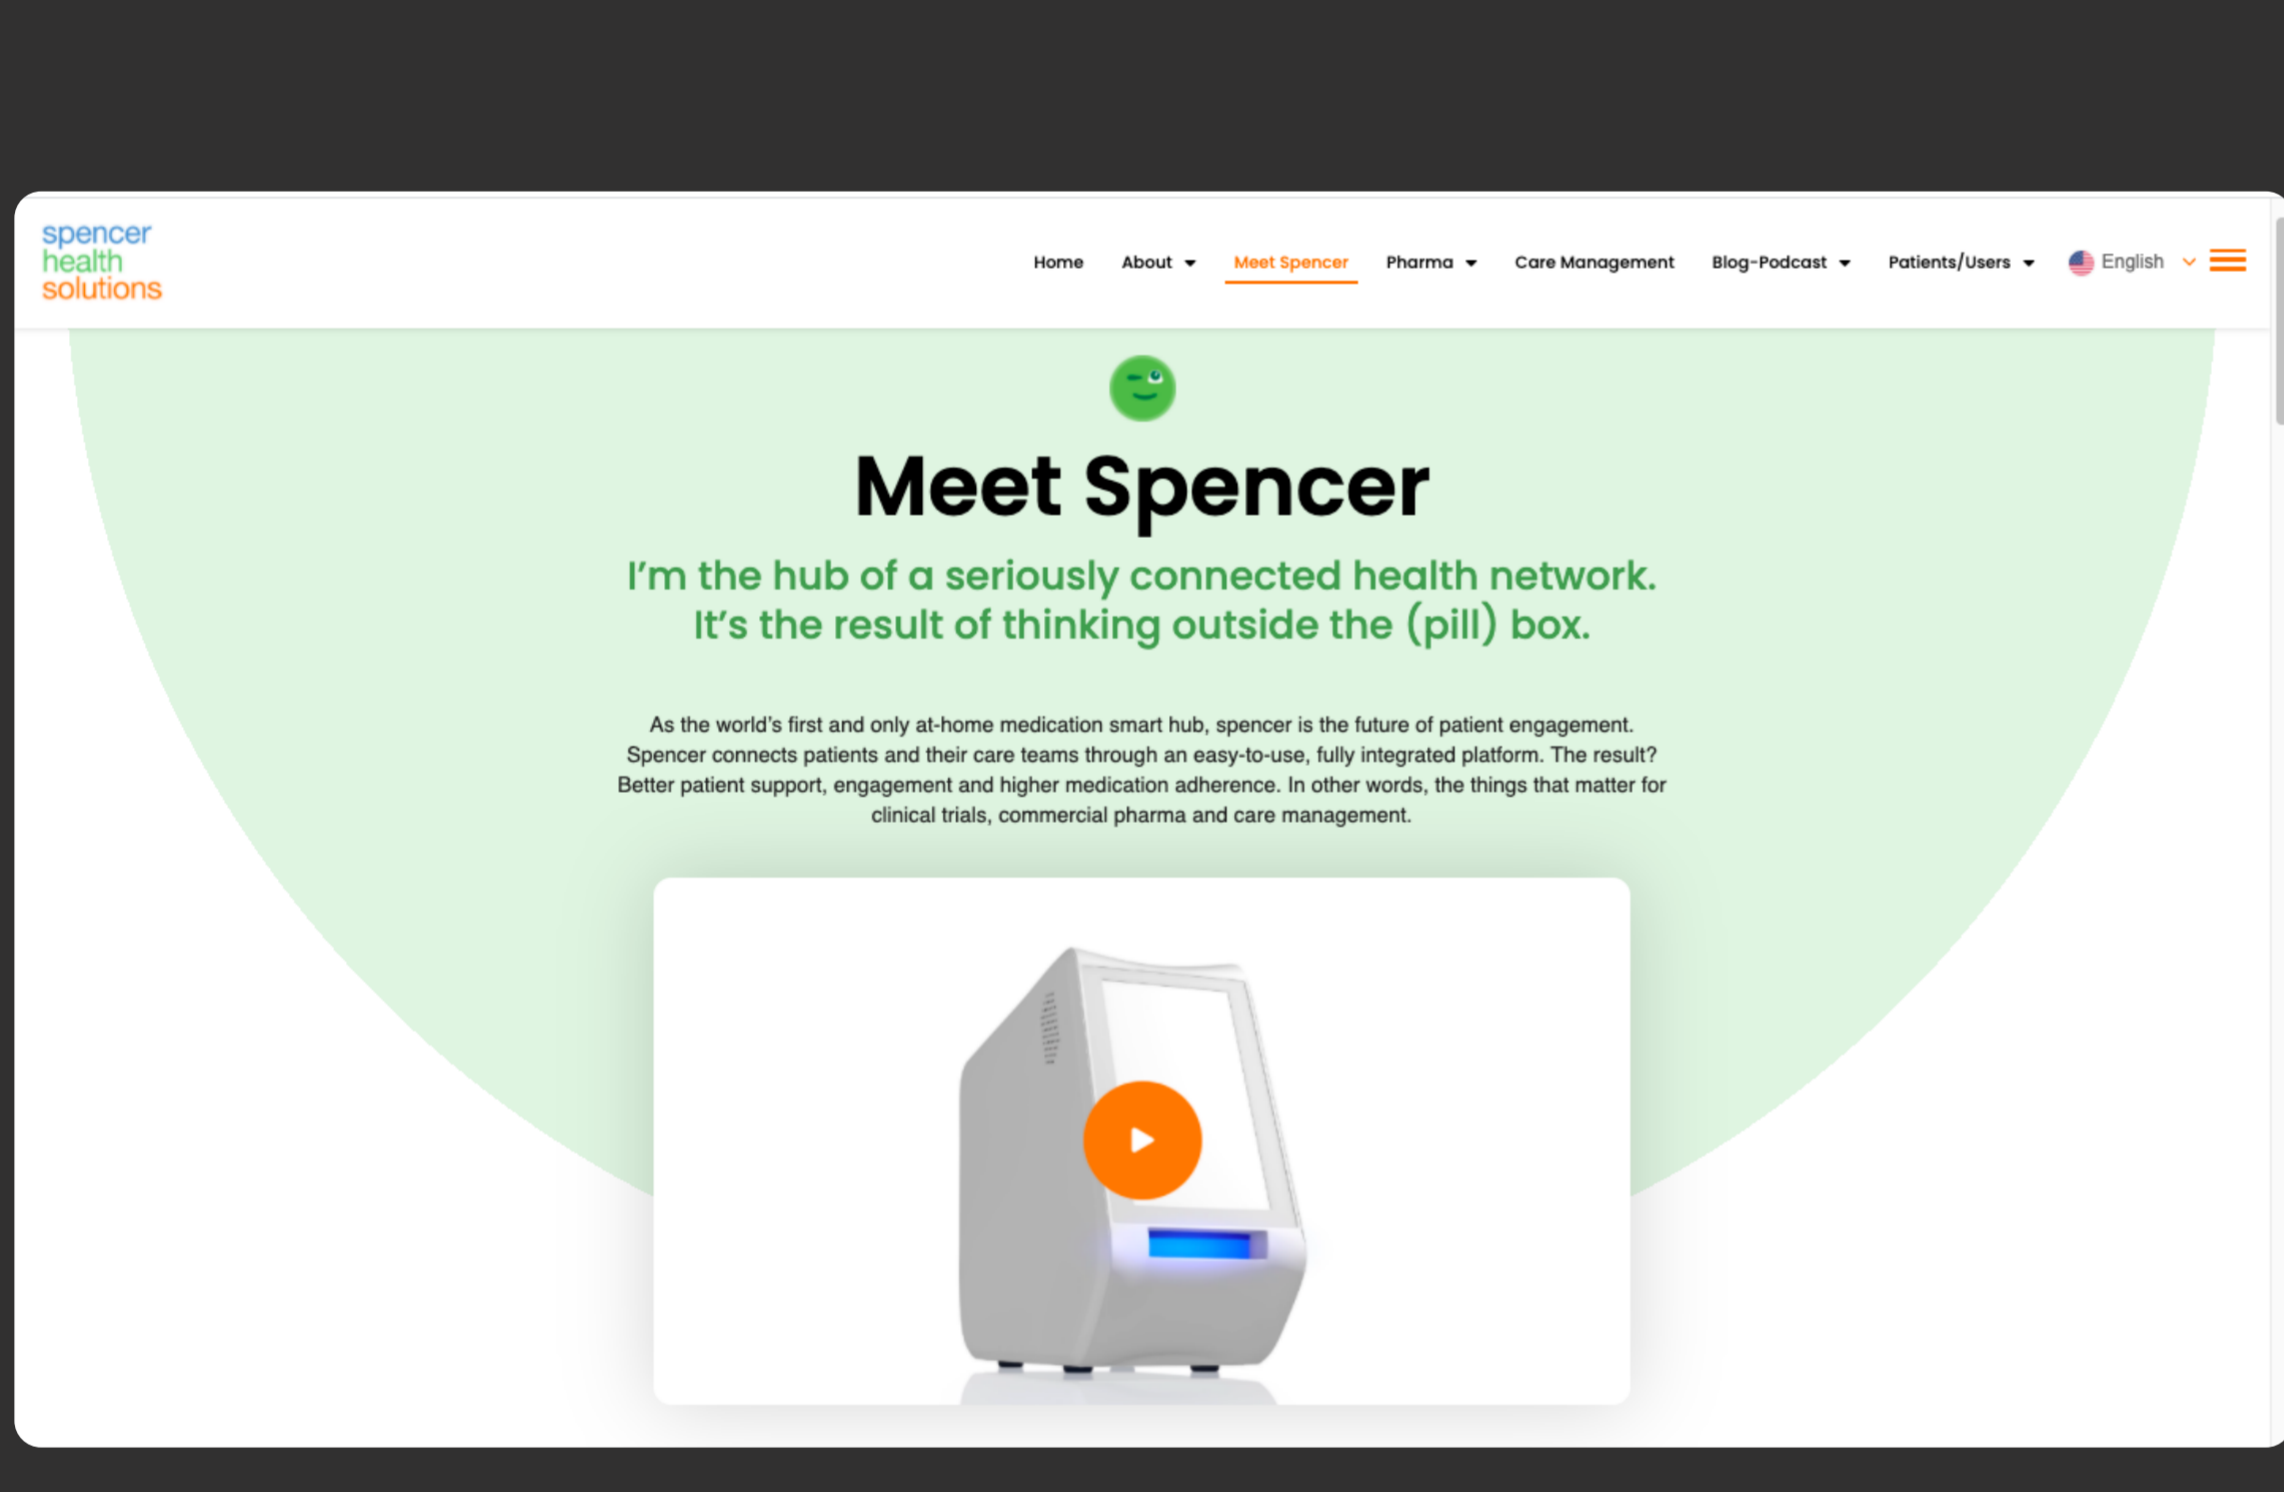 spencer
health
solutions
Home About Meet Spencer Pharma Care Management Blog-Podcast Patients/Users English
Meet Spencer
I’m the hub of a seriously connected health network.
It’s the result of thinking outside the (pill) box.
As the world’s first and only at-home medication smart hub, spencer is the future of patient engagement.
Spencer connects patients and their care teams through an easy-to-use, fully integrated platform. The result?
Better patient support, engagement and higher medication adherence. In other words, the things that matter for
clinical trials, commercial pharma and care management.